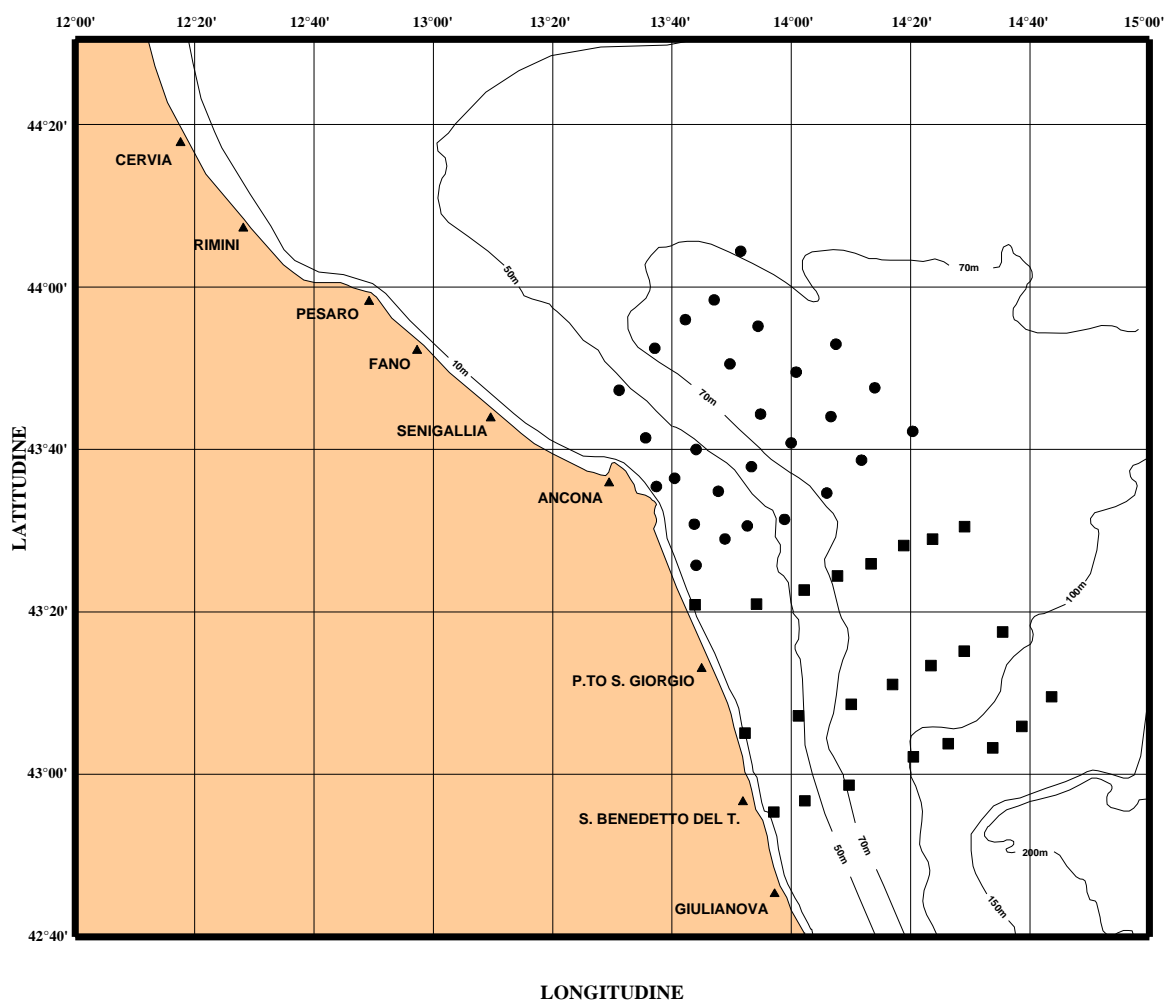 12°00' 12°20' 13°00' 13°20' 13°40' 14°00' 14°20' 14°40' 15°00'
44°20'
CERVIA
RIMINI
50m
70m
44°00'
PESARO
FANO
10m
70m
SENIGALLIA
43°40'
ANCONA
LATITUDINE
43°20'
100m
P.TO S. GIORGIO
43°00'
S. BENEDETTO DEL T.
50m
70m
200m
150m
GIULIANOVA
42°40'
LONGITUDINE